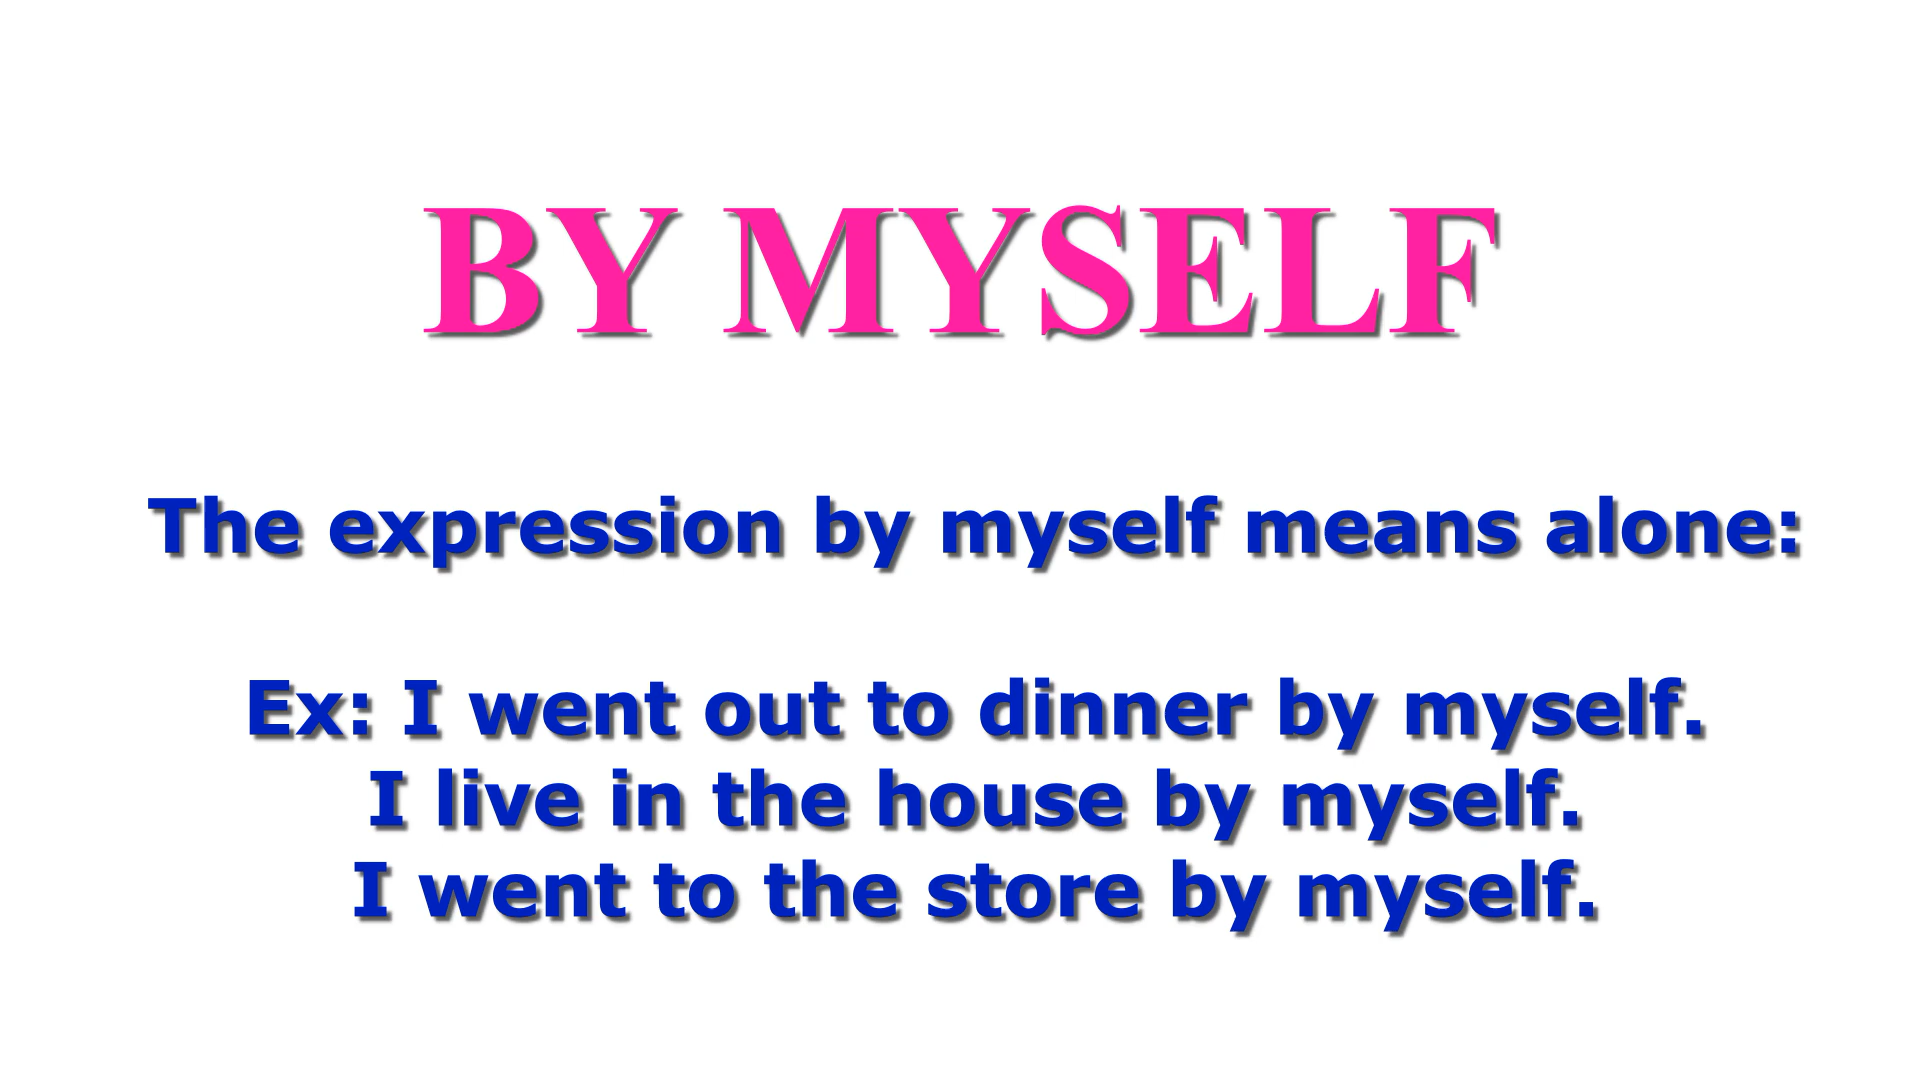 BY MYSELF
The expression by myself means alone:
Ex: I went out to dinner by myself.
I live in the house by myself.
I went to the store by myself.